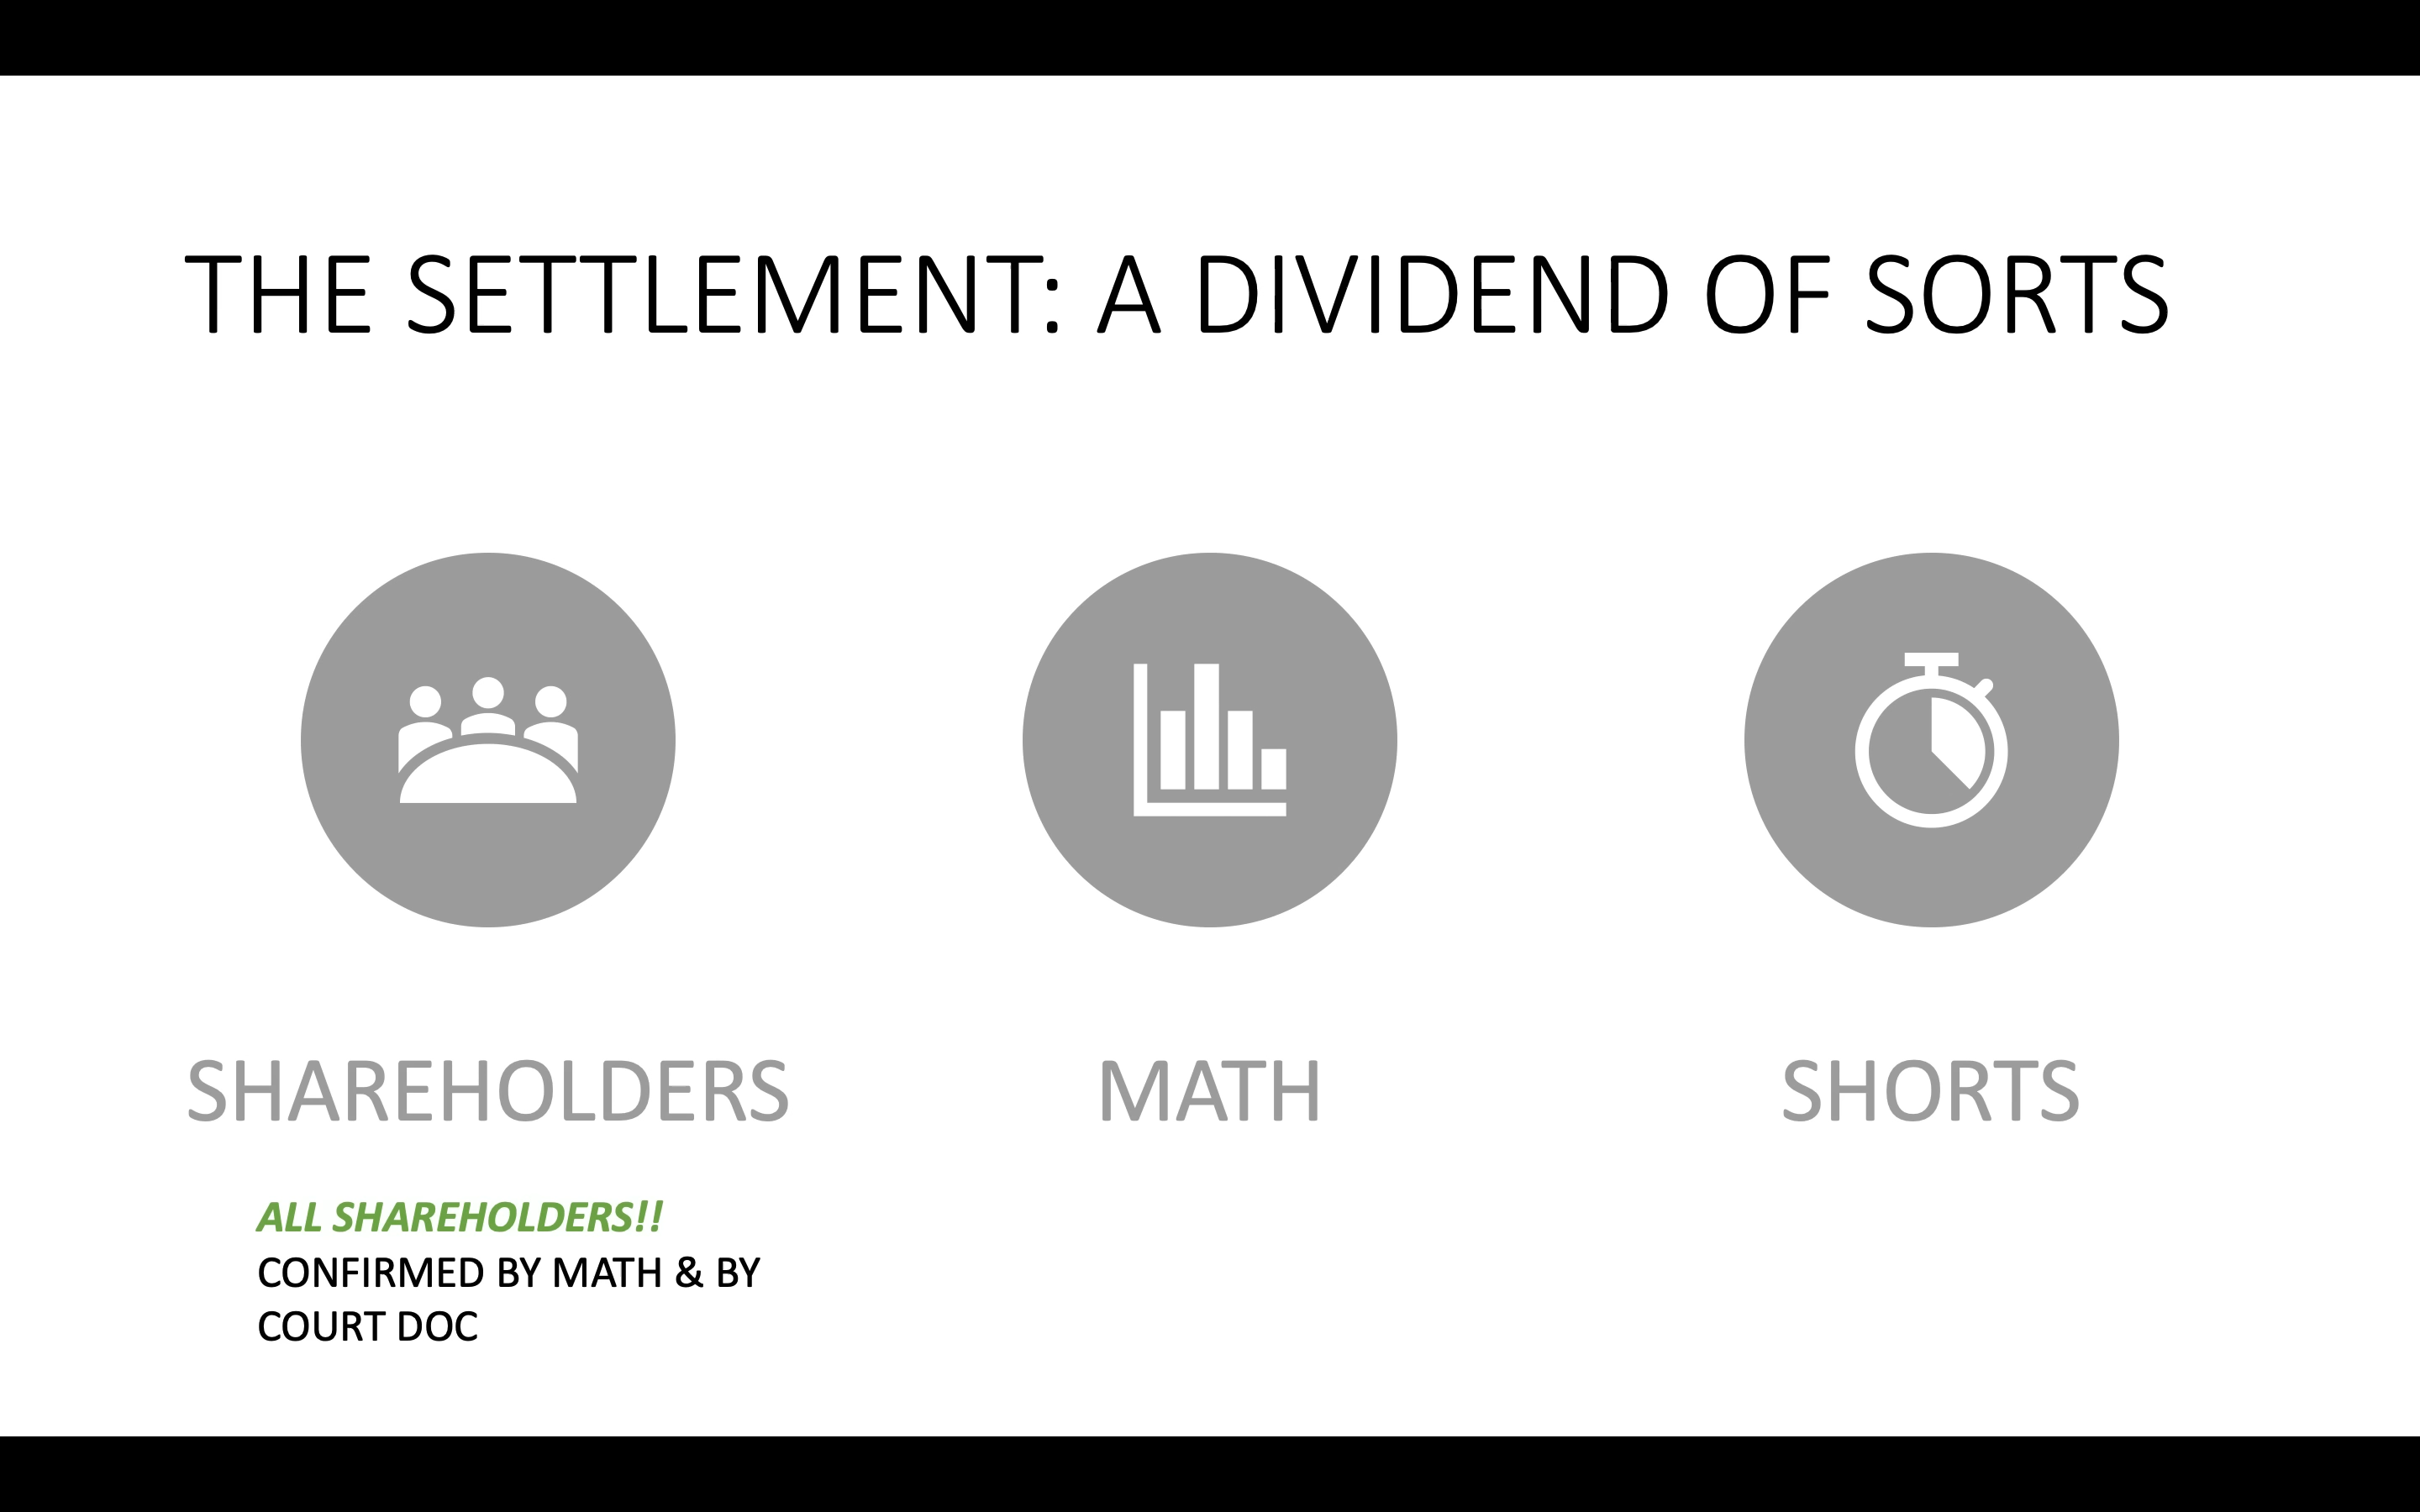 THE SETTLEMENT: A DIVIDEND OF SORTS
SHAREHOLDERS
MATH
SHORTS
ALL SHAREHOLDERS!!
CONFIRMED BY MATH & BY
COURT DOC